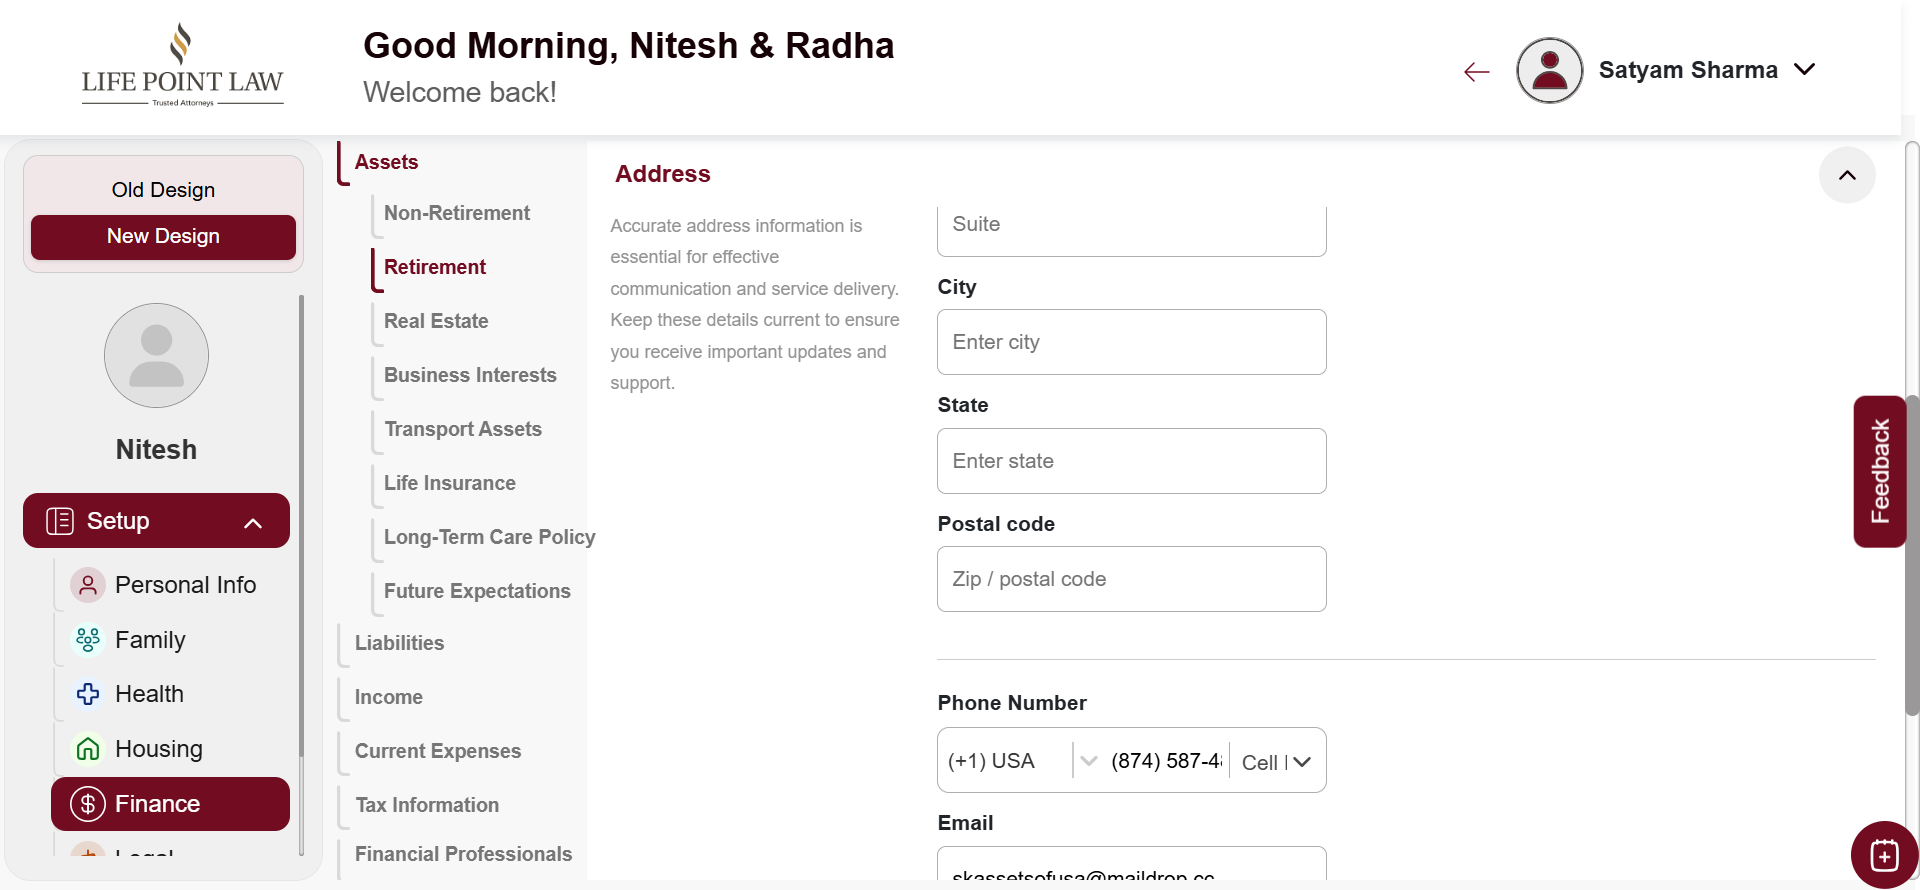 LIFE POINT LAW
Trusted Attorneys
Good Morning, Nitesh & Radha
Welcome back!
Satyam Sharma
Old Design
New Design
Nitesh
Setup
Personal Info
Family
Health
Housing
Finance
Legal
Assets
Non-Retirement
Retirement
Real Estate
Business Interests
Transport Assets
Life Insurance
Long-Term Care Policy
Future Expectations
Liabilities
Income
Current Expenses
Tax Information
Financial Professionals
Address
Accurate address information is
essential for effective
communication and service delivery.
Keep these details current to ensure
you receive important updates and
support.
Suite
City
Enter city
State
Enter state
Postal code
Zip / postal code
Phone Number
(+1) USA
(874) 587-4
Cell
Email
skassetsofusa@maildrop.cc
Feedback